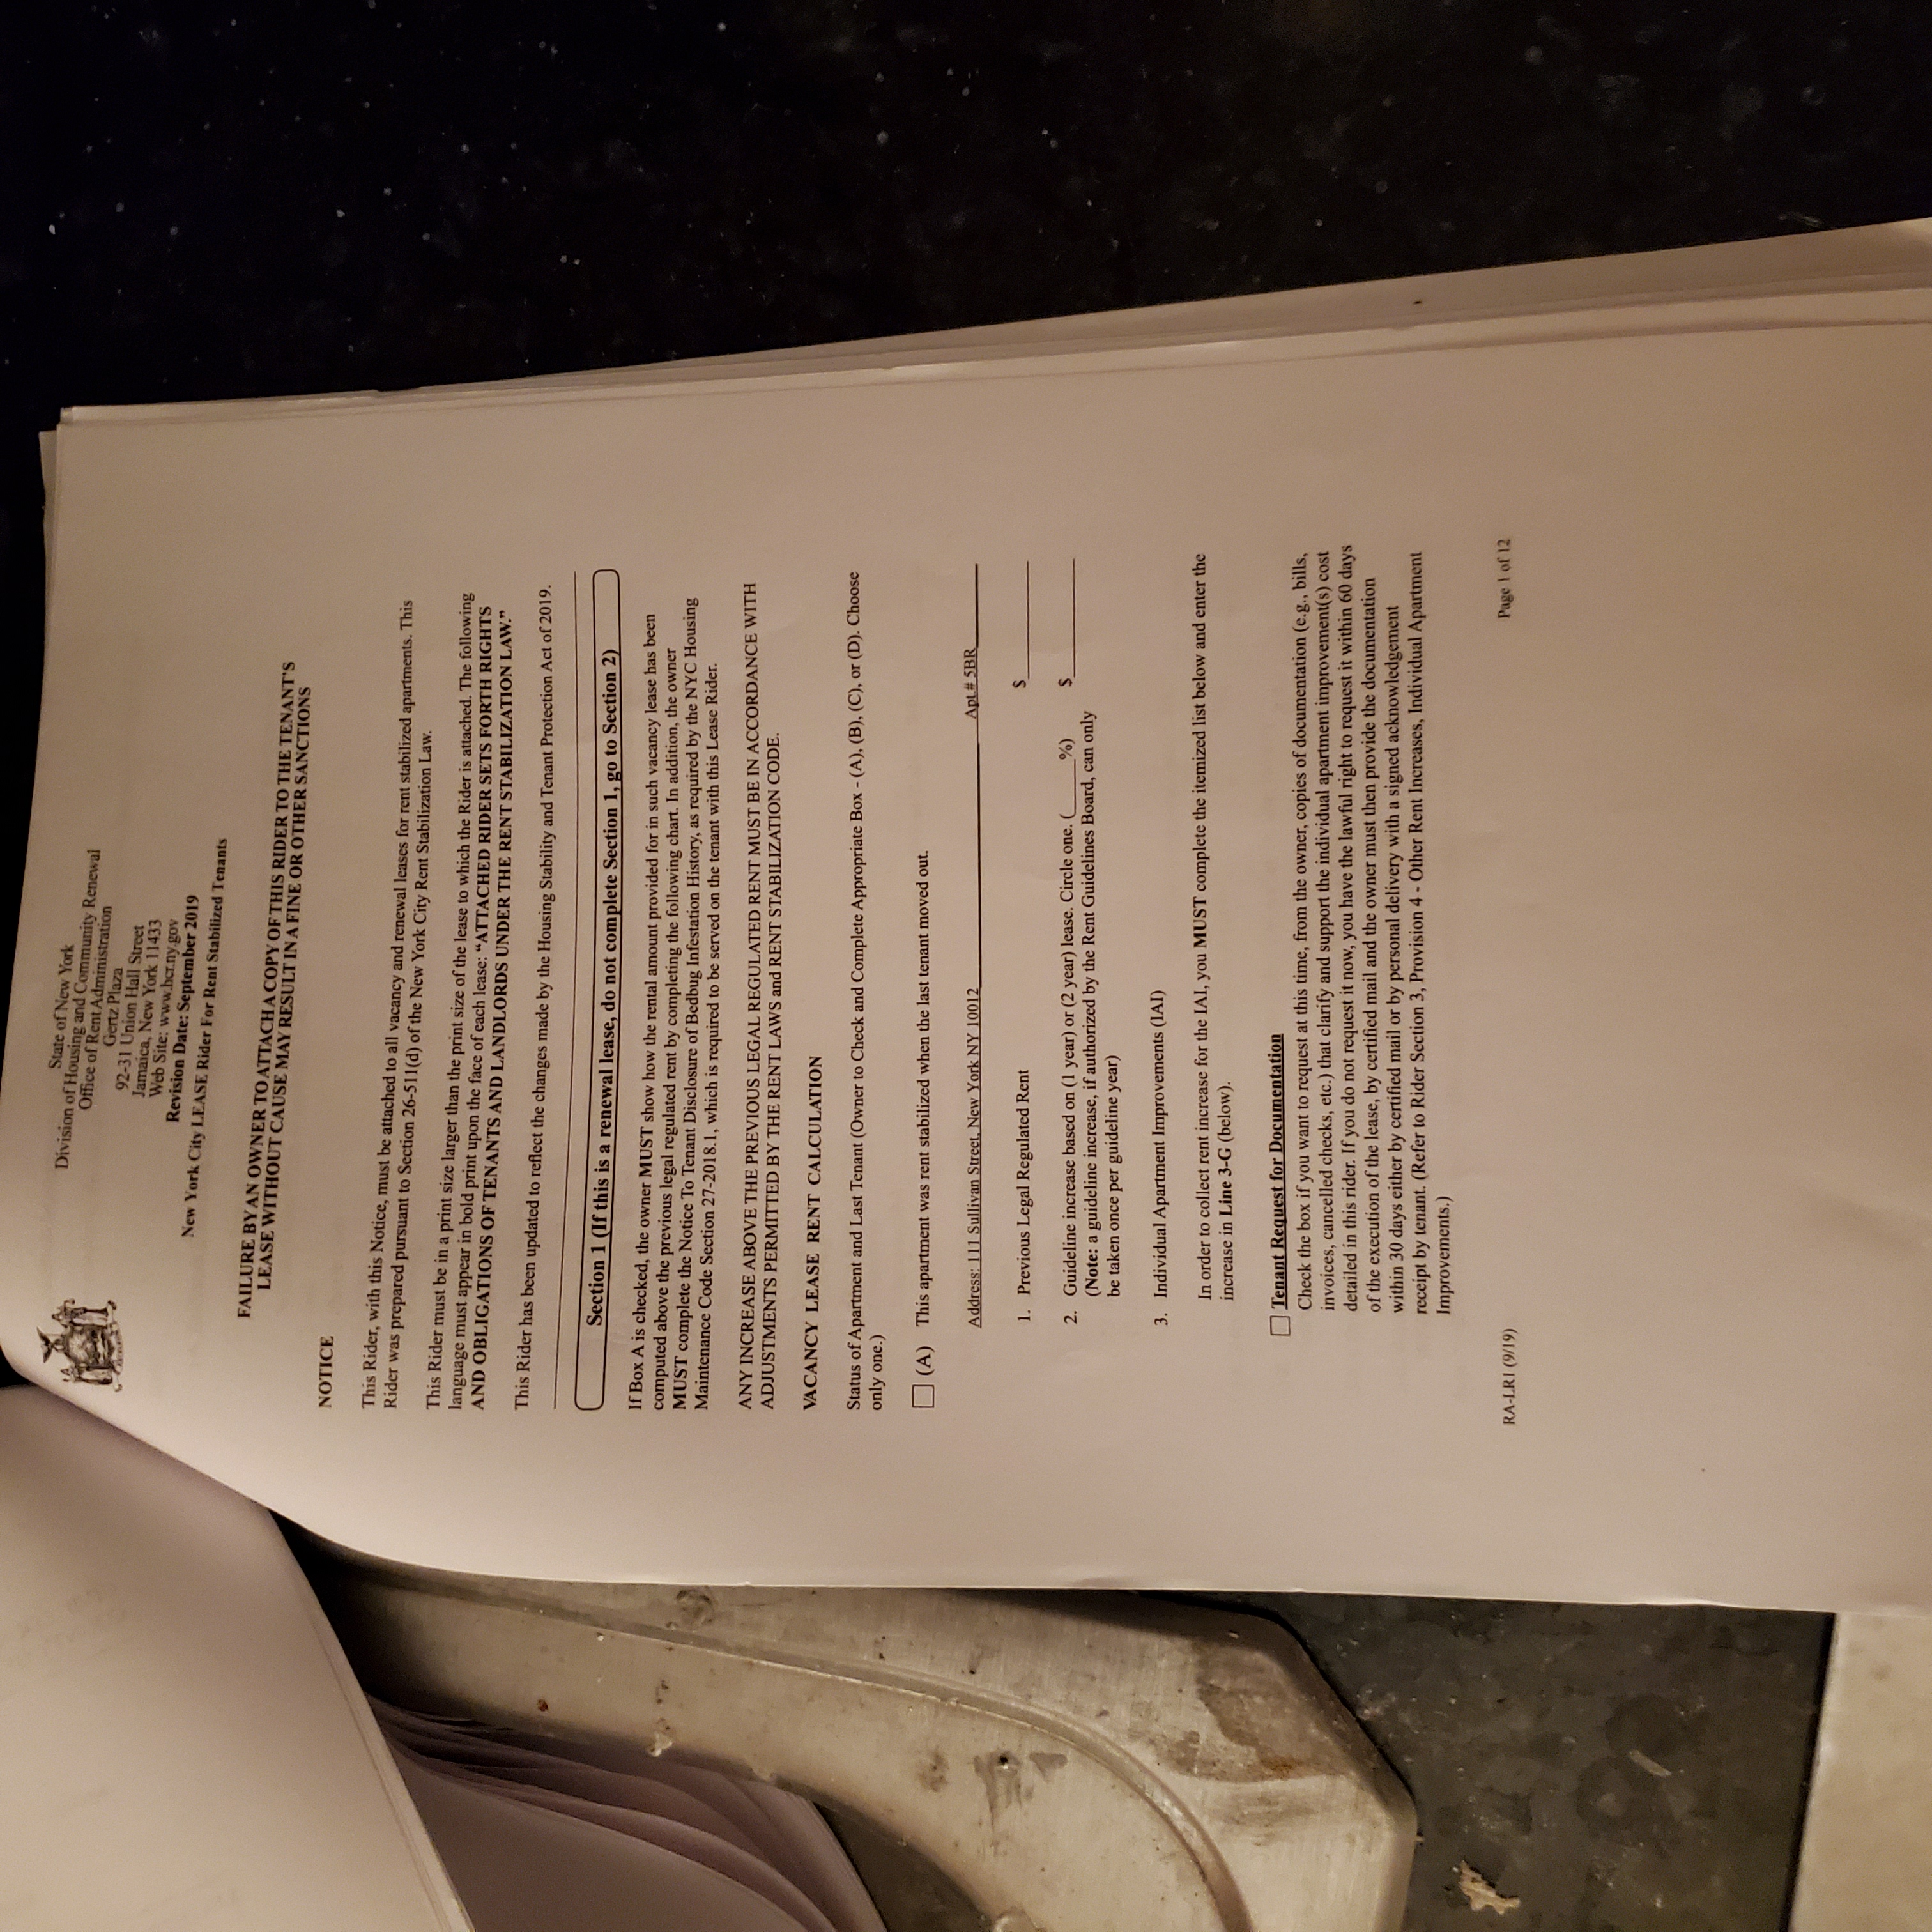 State of New York
Division of Housing and Community Renewal
Office of Rent Administration
Gertz Plaza
92-31 Union Hall Street
Jamaica, New York 11433
Web Site: www.hcr.ny.gov
Revision Date: September 2019
New York City LEASE Rider For Rent Stabilized Tenants
FAILURE BY AN OWNER TO ATTACH A COPY OF THIS RIDER TO THE TENANT'S
LEASE WITHOUT CAUSE MAY RESULT IN A FINE OR OTHER SANCTIONS
NOTICE
This Rider, with this Notice, must be attached to all vacancy and renewal leases for rent stabilized apartments. This
Rider was prepared pursuant to Section 26-511(d) of the New York City Rent Stabilization Law.
This Rider must be in a print size larger than the print size of the lease to which the Rider is attached. The following
language must appear in bold print upon the face of each lease: “ATTACHED RIDER SETS FORTH RIGHTS
AND OBLIGATIONS OF TENANTS AND LANDLORDS UNDER THE RENT STABILIZATION LAW.”
This Rider has been updated to reflect the changes made by the Housing Stability and Tenant Protection Act of 2019.
Section 1 (If this is a renewal lease, do not complete Section 1, go to Section 2)
If Box A is checked, the owner MUST show how the rental amount provided for in such vacancy lease has been
computed above the previous legal regulated rent by completing the following chart. In addition, the owner
MUST complete the Notice To Tenant Disclosure of Bedbug Infestation History, as required by the NYC Housing
Maintenance Code Section 27-2018.1, which is required to be served on the tenant with this Lease Rider.
ANY INCREASE ABOVE THE PREVIOUS LEGAL REGULATED RENT MUST BE IN ACCORDANCE WITH
ADJUSTMENTS PERMITTED BY THE RENT LAWS and RENT STABILIZATION CODE.
VACANCY LEASE RENT CALCULATION
Status of Apartment and Last Tenant (Owner to Check and Complete Appropriate Box - (A), (B), (C), or (D). Choose
only one.)
(A) This apartment was rent stabilized when the last tenant moved out.
Address: 111 Sullivan Street, New York NY 10012 Apt.# 5BR
1. Previous Legal Regulated Rent $______
2. Guideline increase based on (1 year) or (2 year) lease. Circle one. (_____%) $______
(Note: a guideline increase, if authorized by the Rent Guidelines Board, can only
be taken once per guideline year)
3. Individual Apartment Improvements (IAI)
In order to collect rent increase for the IAI, you MUST complete the itemized list below and enter the
increase in Line 3-G (below).
Tenant Request for Documentation
Check the box if you want to request at this time, from the owner, copies of documentation (e.g., bills,
invoices, cancelled checks, etc.) that clarify and support the individual apartment improvement(s) cost
detailed in this rider. If you do not request it now, you have the lawful right to request it within 60 days
of the execution of the lease, by certified mail and the owner must then provide the documentation
within 30 days either by certified mail or by personal delivery with a signed acknowledgement
receipt by tenant. (Refer to Rider Section 3, Provision 4 - Other Rent Increases, Individual Apartment
Improvements.)
RA-LR1 (9/19) Page 1 of 12